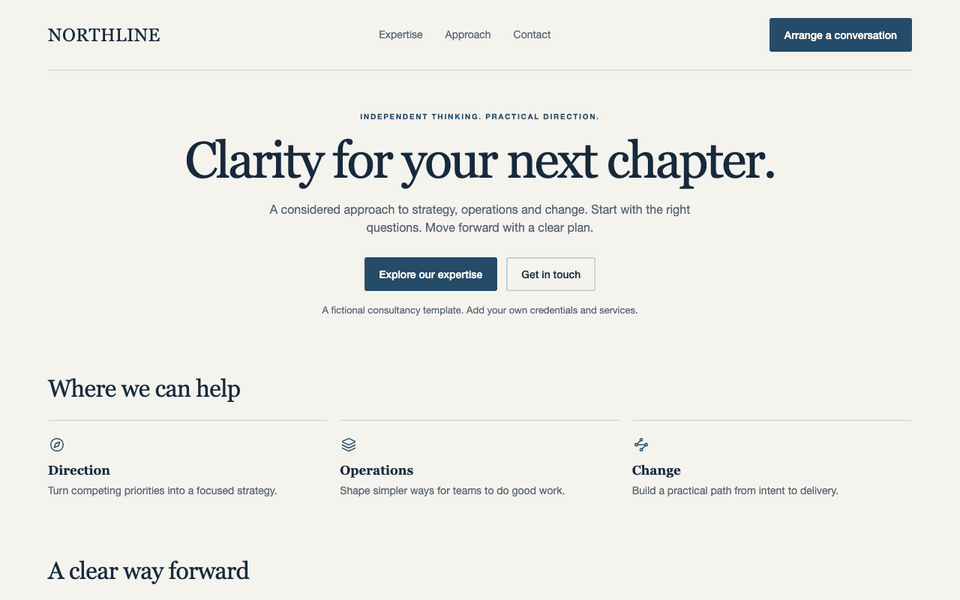 NORTHLINE
Expertise
Approach
Contact
Arrange a conversation
INDEPENDENT THINKING. PRACTICAL DIRECTION.
Clarity for your next chapter.
A considered approach to strategy, operations and change. Start with the right
questions. Move forward with a clear plan.
Explore our expertise
Get in touch
A fictional consultancy template. Add your own credentials and services.
Where we can help
Direction
Turn competing priorities into a focused strategy.
Operations
Shape simpler ways for teams to do good work.
Change
Build a practical path from intent to delivery.
A clear way forward